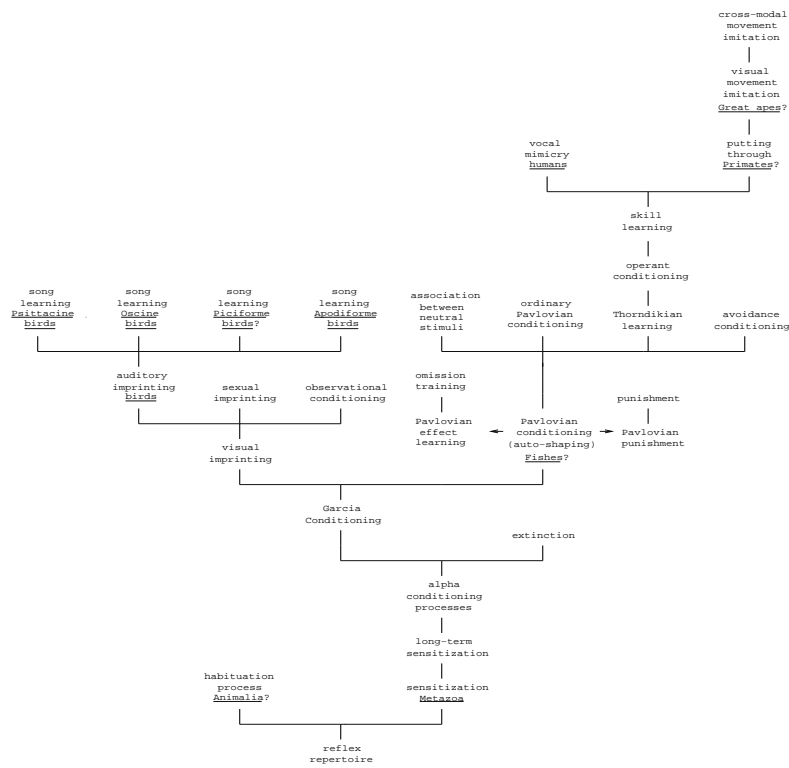 cross-modal
movement
imitation
visual
movement
imitation
Great apes?
vocal
mimicry
humans
putting
through
Primates?
skill
learning
operant
conditioning
song
learning
Psittacine
birds
song
learning
Oscine
birds
song
learning
Piciforme
birds?
song
learning
Apodiforme
birds
association
between
neutral
stimuli
ordinary
Pavlovian
conditioning
Thorndikian
learning
avoidance
conditioning
auditory
imprinting
birds
sexual
imprinting
observational
conditioning
omission
training
punishment
Pavlovian
effect
learning
Pavlovian
conditioning
(auto-shaping)
Fishes?
Pavlovian
punishment
visual
imprinting
Garcia
Conditioning
extinction
alpha
conditioning
processes
long-term
sensitization
habituation
process
Animalia?
sensitization
Metazoa
reflex
repertoire